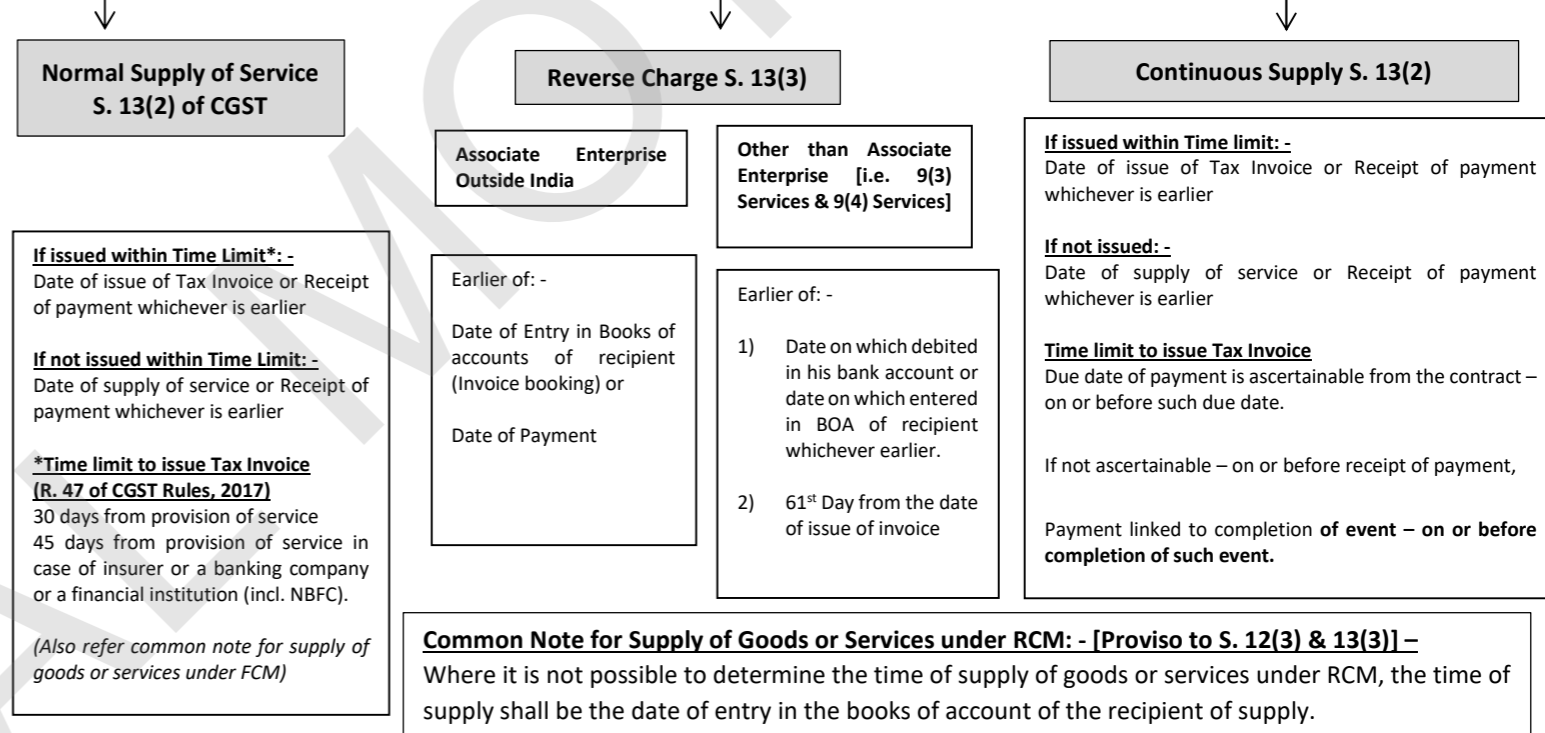 Normal Supply of Service
S. 13(2) of CGST
If issued within Time Limit*: -
Date of issue of Tax Invoice or Receipt
of payment whichever is earlier
If not issued within Time Limit: -
Date of supply of service or Receipt of
payment whichever is earlier
*Time limit to issue Tax Invoice
(R. 47 of CGST Rules, 2017)
30 days from provision of service
45 days from provision of service in
case of insurer or a banking company
or a financial institution (incl. NBFC).
(Also refer common note for supply of
goods or services under FCM)
Reverse Charge S. 13(3)
Associate Enterprise
Outside India
Earlier of: -
Date of Entry in Books of
accounts of recipient
(Invoice booking) or
Date of Payment
Other than Associate
Enterprise [i.e. 9(3)
Services & 9(4) Services]
Earlier of: -
1) Date on which debited
in his bank account or
date on which entered
in BOA of recipient
whichever earlier.
2) 61st Day from the date
of issue of invoice
Continuous Supply S. 13(2)
If issued within Time limit: -
Date of issue of Tax Invoice or Receipt of payment
whichever is earlier
If not issued: -
Date of supply of service or Receipt of payment
whichever is earlier
Time limit to issue Tax Invoice
Due date of payment is ascertainable from the contract –
on or before such due date.
If not ascertainable – on or before receipt of payment,
Payment linked to completion of event – on or before
completion of such event.
Common Note for Supply of Goods or Services under RCM: - [Proviso to S. 12(3) & 13(3)] –
Where it is not possible to determine the time of supply of goods or services under RCM, the time of
supply shall be the date of entry in the books of account of the recipient of supply.